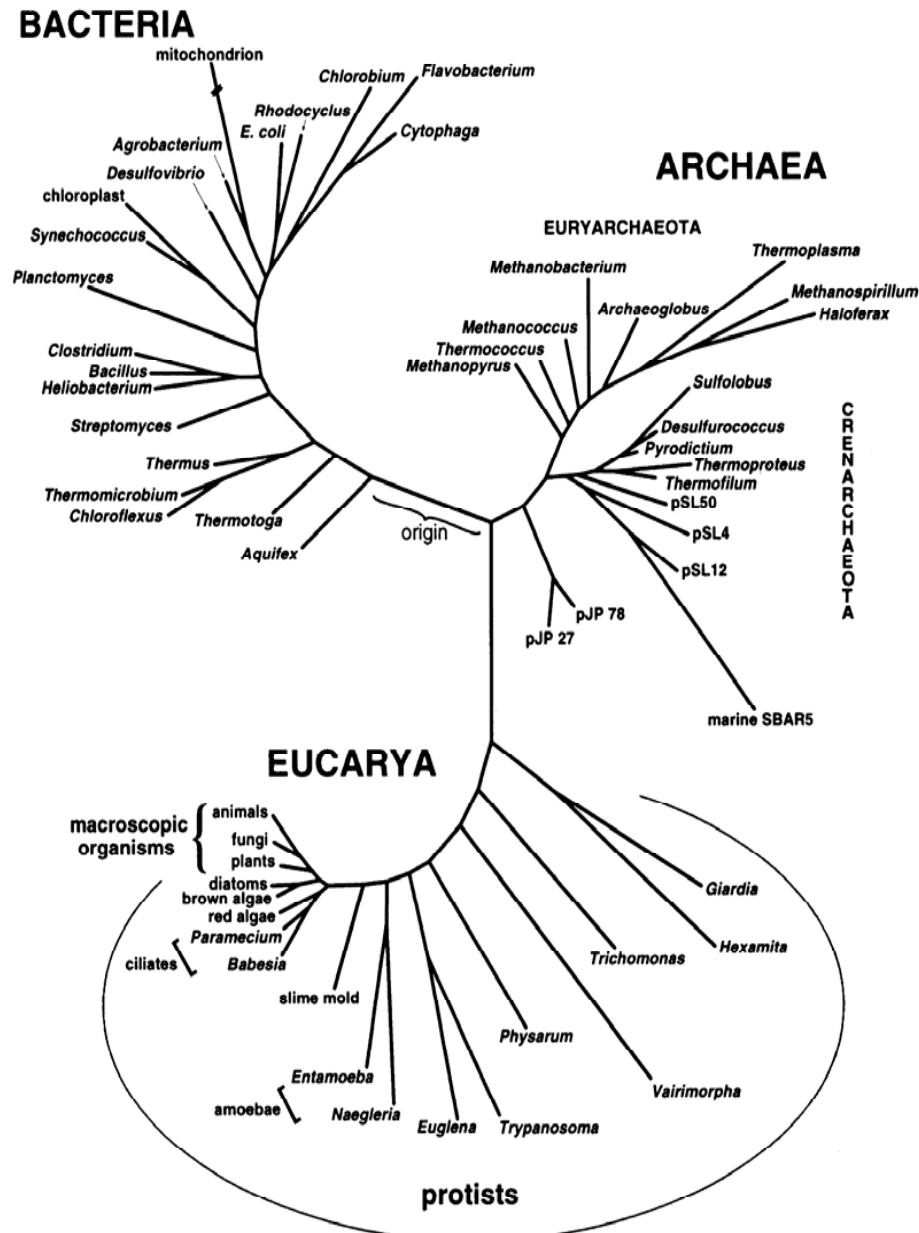 BACTERIA
mitochondrion
Chlorobium
Flavobacterium
Rhodocyclus
E. coli
Cytophaga
Agrobacterium
Desulfovibrio
chloroplast
Synechococcus
Planctomyces
Clostridium
Bacillus
Heliobacterium
Streptomyces
Thermus
Thermomicrobium
Chloroflexus
Thermotoga
Aquifex
origin
ARCHAEA
EURYARCHAEOTA
Methanobacterium
Thermoplasma
Archaeoglobus
Methanospirillum
Haloferax
Methanococcus
Thermococcus
Methanopyrus
Sulfolobus
Desulfurococcus
Pyrodictium
Thermoproteus
Thermofilum
pSL50
pSL4
pSL12
pJP 78
pJP 27
marine SBAR5
CRENARCHAEOTA
EUCARYA
macroscopic
organisms
animals
fungi
plants
diatoms
brown algae
red algae
Paramecium
ciliates
Babesia
slime mold
Entamoeba
amoebae
Naegleria
Euglena
Trypanosoma
Physarum
Vairimorpha
Trichomonas
Hexamita
Giardia
protists